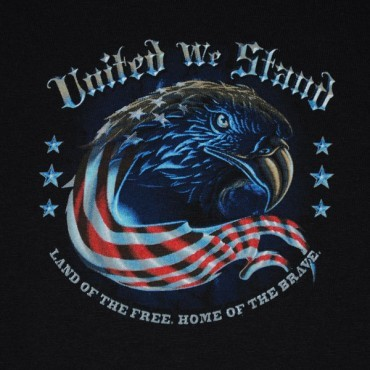 United We Stand
LAND OF THE FREE. HOME OF THE BRAVE.